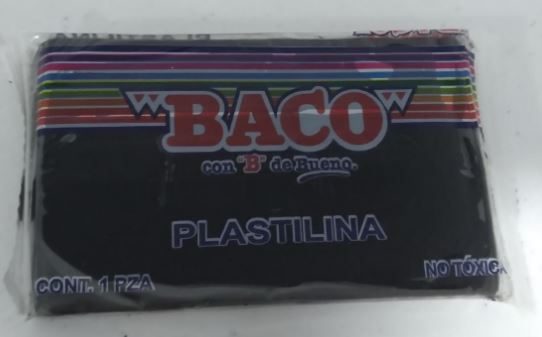 BACO
con "B" de Bueno.
PLASTILINA
CONT. 1 PZA
NO TÓXICA